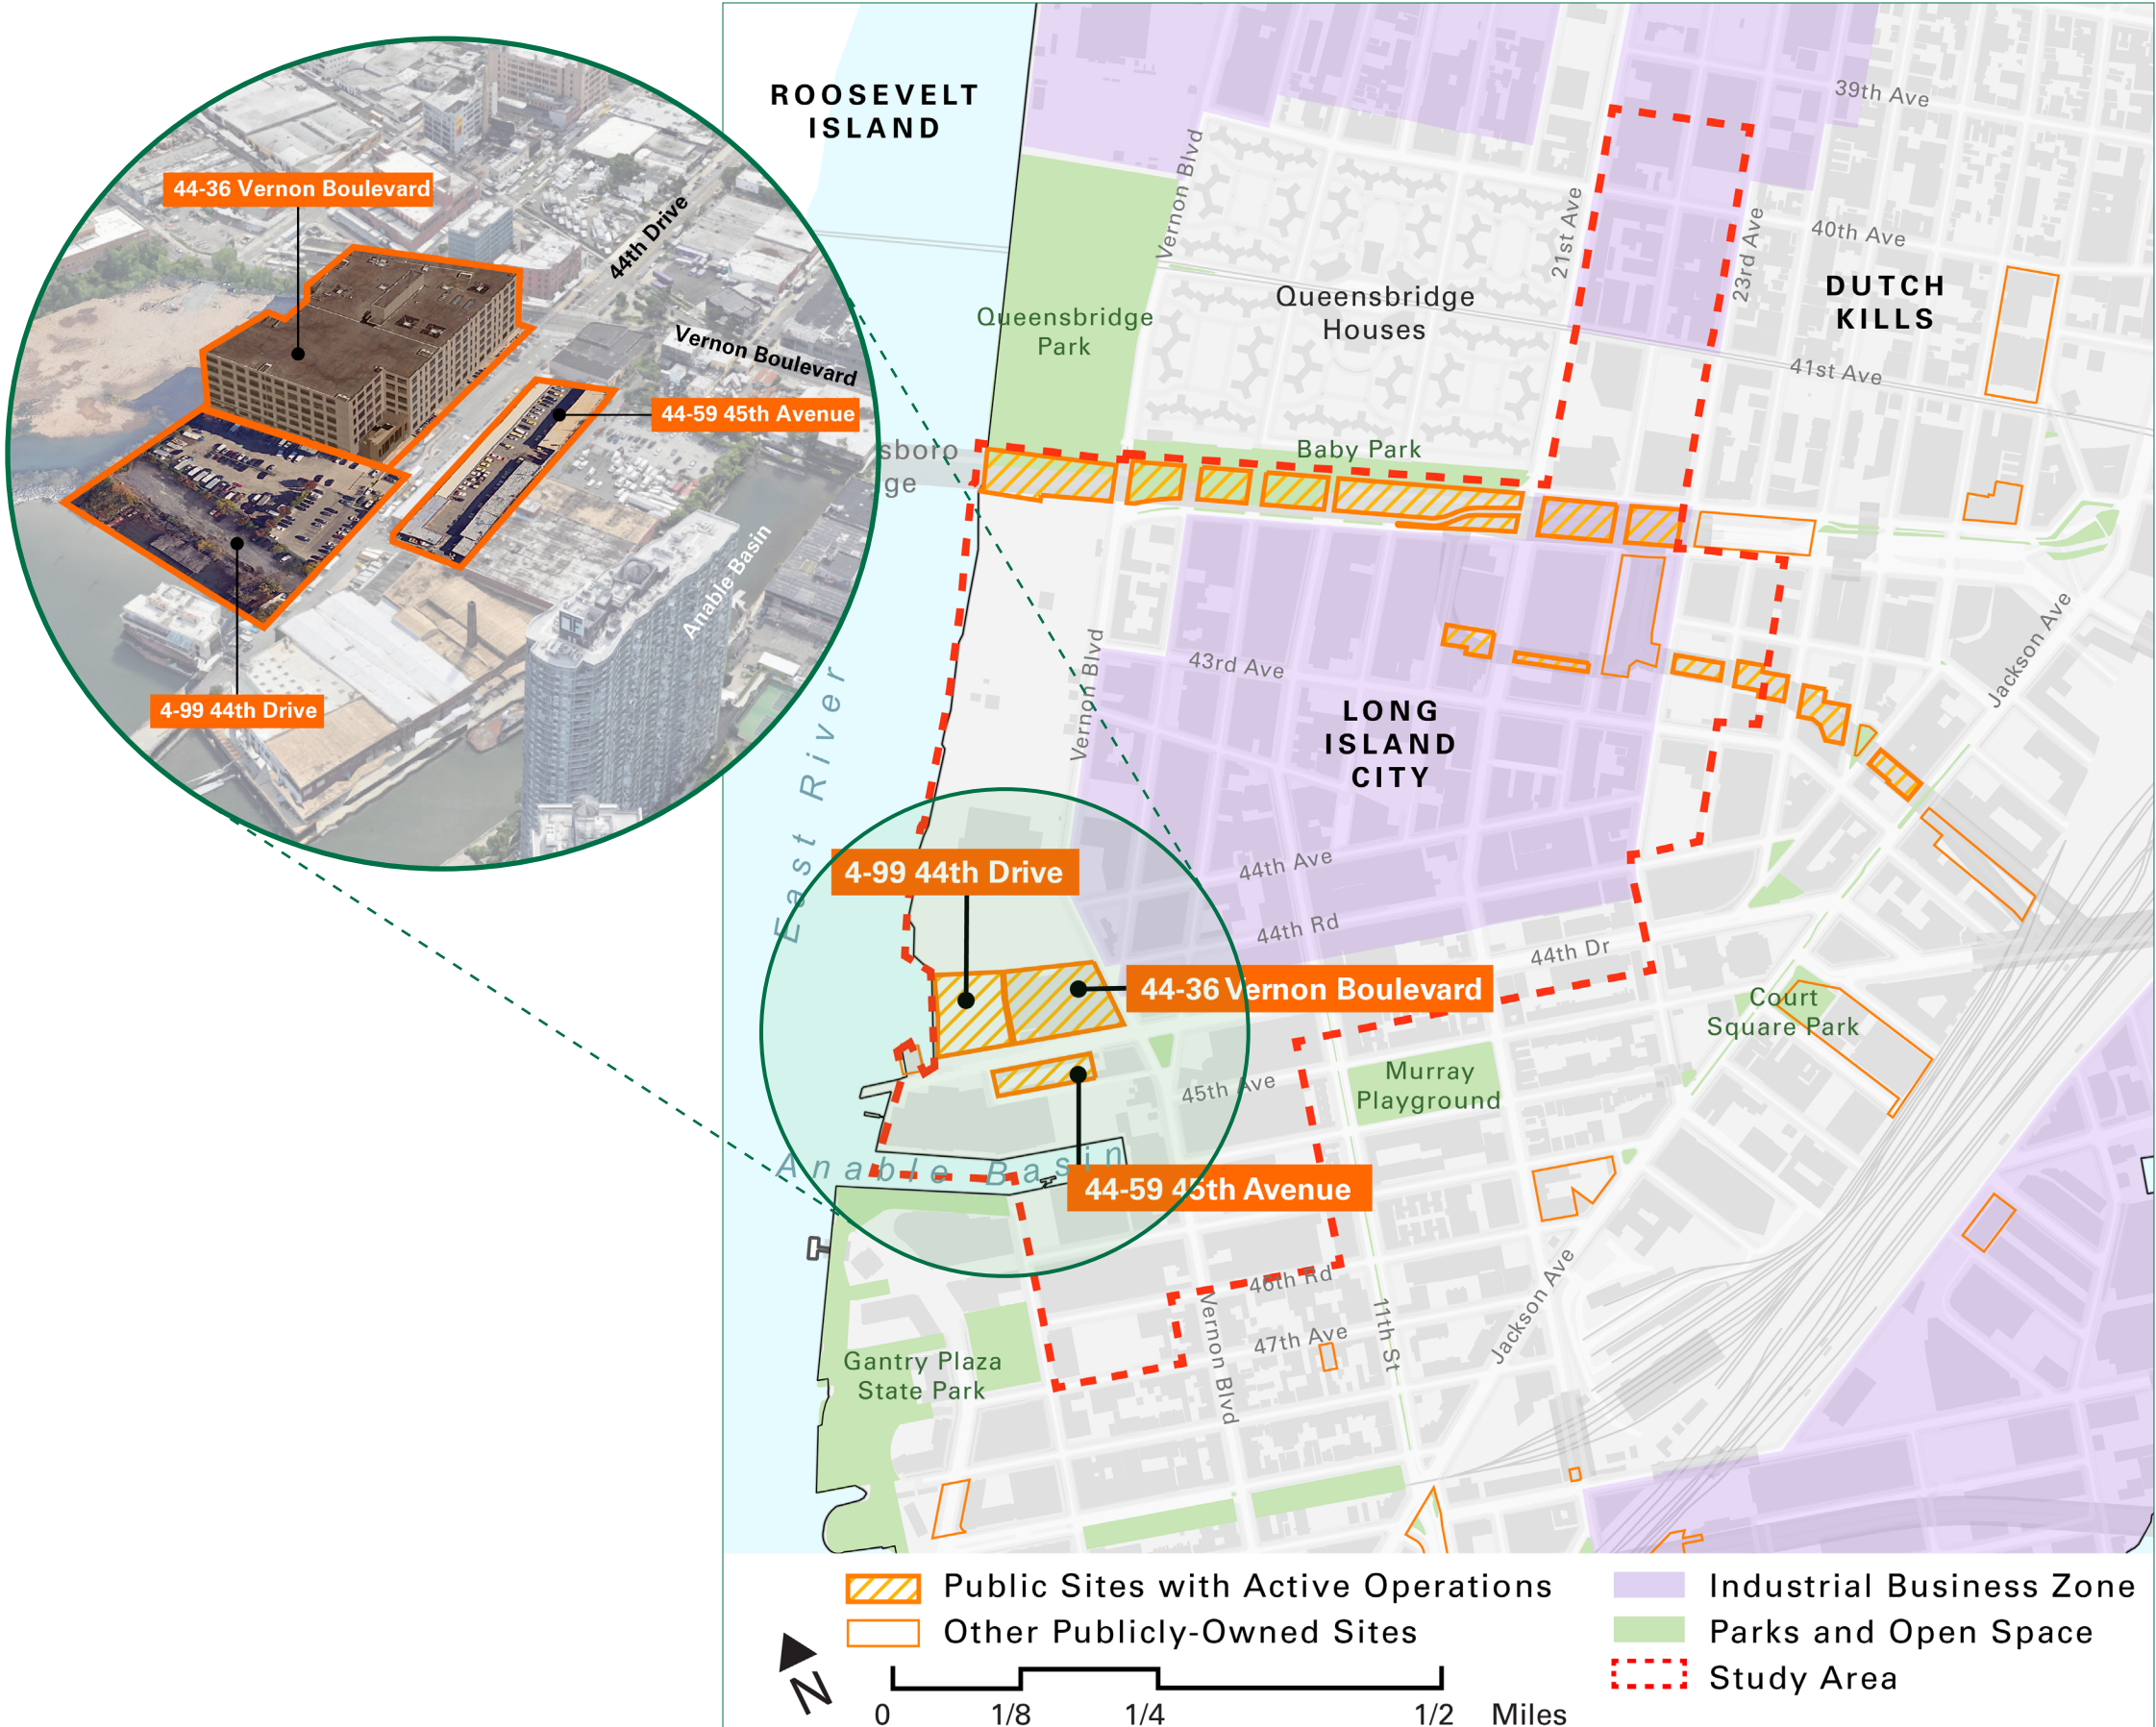 44-36 Vernon Boulevard
44th Drive
Vernon Boulevard
44-59 45th Avenue
Anable Basin
4-99 44th Drive
ROOSEVELT
ISLAND
39th Ave
Vernon Blvd
21st Ave
23rd Ave
40th Ave
DUTCH
KILLS
Queensbridge
Houses
Queensbridge
Park
41st Ave
Baby Park
sboro
ge
Vernon Blvd
43rd Ave
Jackson Ave
LONG
ISLAND
CITY
East River
44th Ave
4-99 44th Drive
44th Rd
44th Dr
44-36 Vernon Boulevard
Court
Square Park
Murray
Playground
45th Ave
Anable Basin
44-59 45th Avenue
46th Rd
Vernon Blvd
47th Ave
11th St
Jackson Ave
Gantry Plaza
State Park
Public Sites with Active Operations
Other Publicly-Owned Sites
Industrial Business Zone
Parks and Open Space
Study Area
N
0 1/8 1/4 1/2 Miles